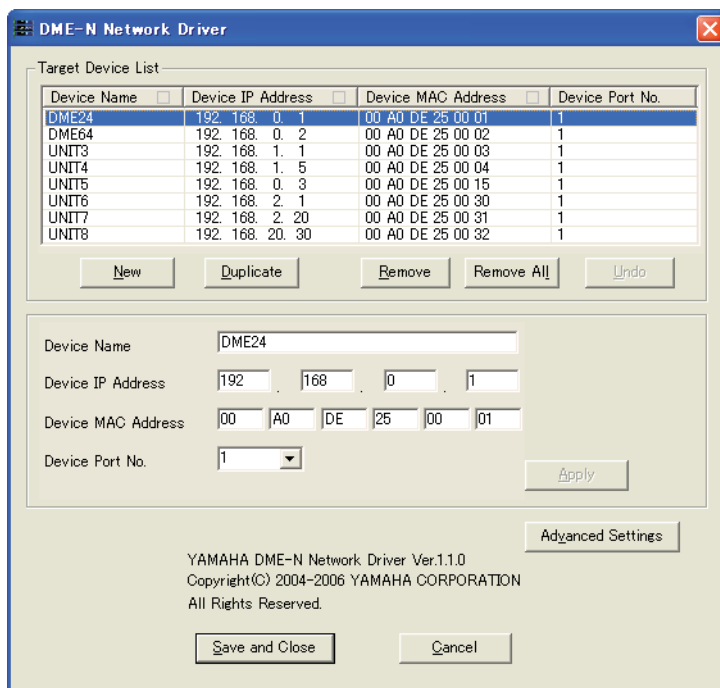 DME-N Network Driver
Target Device List
Device Name Device IP Address Device MAC Address Device Port No.
DME24 192. 168. 0. 1 00 A0 DE 25 00 01 1
DME64 192. 168. 0. 2 00 A0 DE 25 00 02 1
UNIT3 192. 168. 1. 1 00 A0 DE 25 00 03 1
UNIT4 192. 168. 1. 5 00 A0 DE 25 00 04 1
UNIT5 192. 168. 0. 3 00 A0 DE 25 00 15 1
UNIT6 192. 168. 2. 1 00 A0 DE 25 00 30 1
UNIT7 192. 168. 2. 20 00 A0 DE 25 00 31 1
UNIT8 192. 168. 20. 30 00 A0 DE 25 00 32 1
New Duplicate Remove Remove All Undo
Device Name DME24
Device IP Address 192 . 168 . 0 . 1
Device MAC Address 00 A0 DE 25 00 01
Device Port No. 1
Apply
Advanced Settings
YAMAHA DME-N Network Driver Ver.1.1.0
Copyright(C) 2004-2006 YAMAHA CORPORATION
All Rights Reserved.
Save and Close Cancel